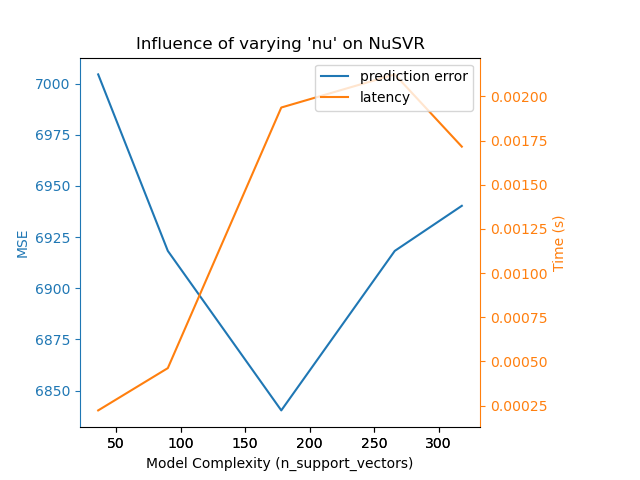 Influence of varying 'nu' on NuSVR
prediction error
latency
7000
6975
6950
6925
6900
6875
6850
MSE
0.00200
0.00175
0.00150
0.00125
0.00100
0.00075
0.00050
0.00025
Time (s)
50 100 150 200 250 300
Model Complexity (n_support_vectors)